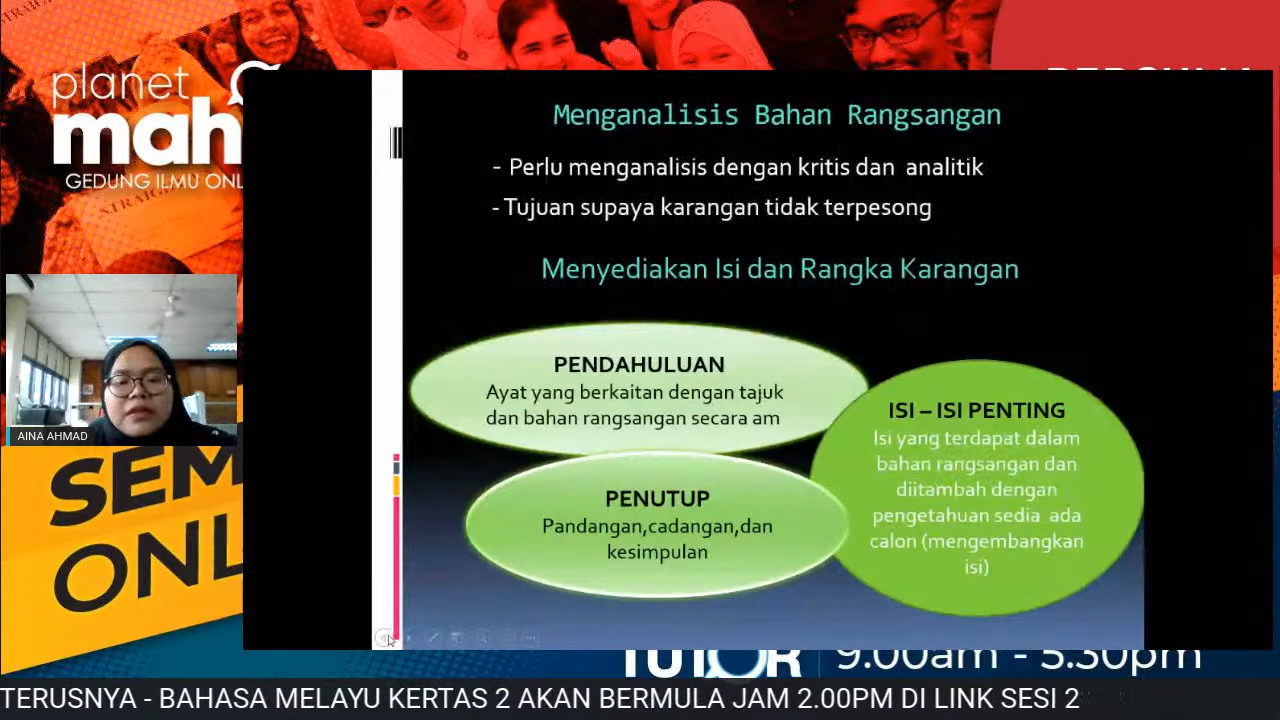 planet
mah
GEDUNG ILMU ONL
Menganalisis Bahan Rangsangan
- Perlu menganalisis dengan kritis dan analitik
- Tujuan supaya karangan tidak terpesong
Menyediakan Isi dan Rangka Karangan
PENDAHULUAN
Ayat yang berkaitan dengan tajuk
dan bahan rangsangan secara am
ISI – ISI PENTING
Isi yang terdapat dalam
bahan rangsangan dan
diitambah dengan
pengetahuan sedia ada
calon (mengembangkan
isi)
PENUTUP
Pandangan,cadangan,dan
kesimpulan
AINA AHMAD
SEM
ONL
TUTOR
9.00am - 5.30pm
TERUSNYA - BAHASA MELAYU KERTAS 2 AKAN BERMULA JAM 2.00PM DI LINK SESI 2